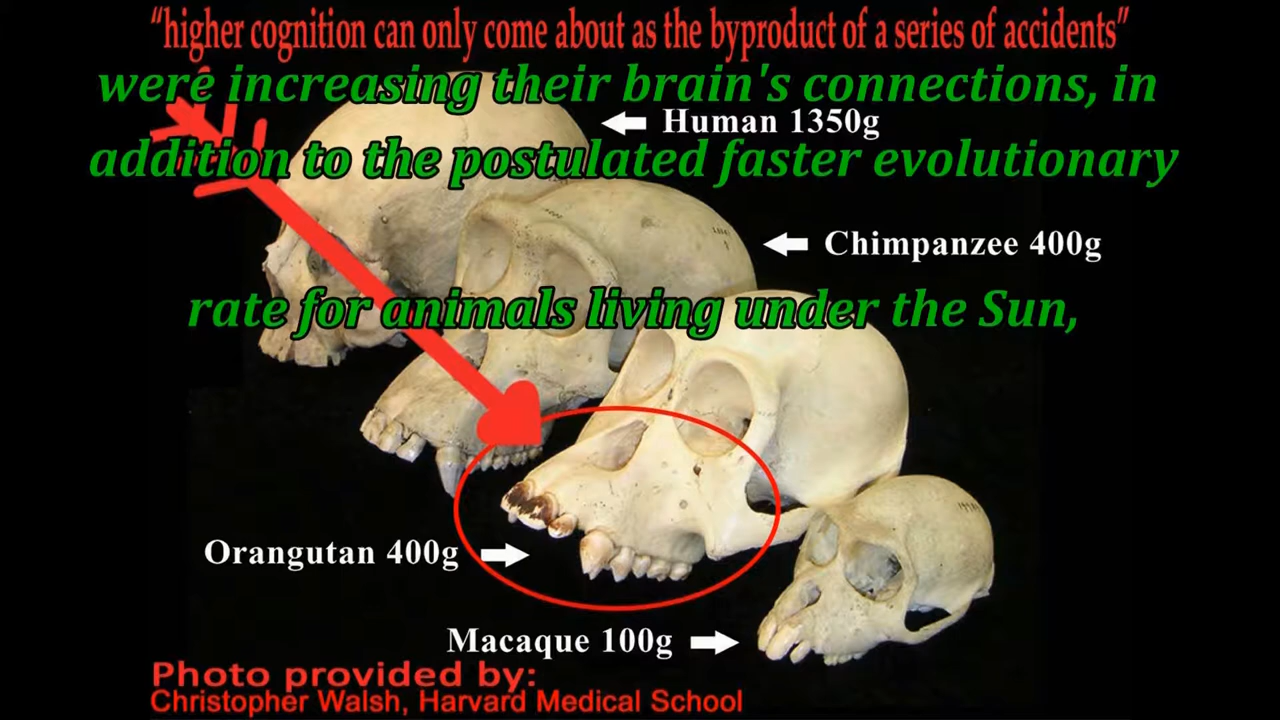 “higher cognition can only come about as the byproduct of a series of accidents”
were increasing their brain's connections, in
Human 1350g
addition to the postulated faster evolutionary
Chimpanzee 400g
rate for animals living under the Sun,
Orangutan 400g
Macaque 100g
Photo provided by:
Christopher Walsh, Harvard Medical School